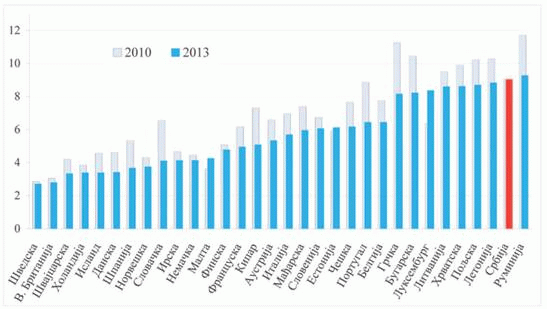 12
10
8
6
4
2
0
2010
2013
Шведска
В. Британија
Швајцарска
Холандија
Исланд
Данска
Шпанија
Норвешка
Словачка
Ирска
Немачка
Малта
Финска
Француска
Кипар
Аустрија
Италија
Мађарска
Словенија
Естонија
Чешка
Португал
Белгија
Грчка
Бугарска
Луксембург
Литванија
Хрватска
Пољска
Летонија
Србија
Румунија